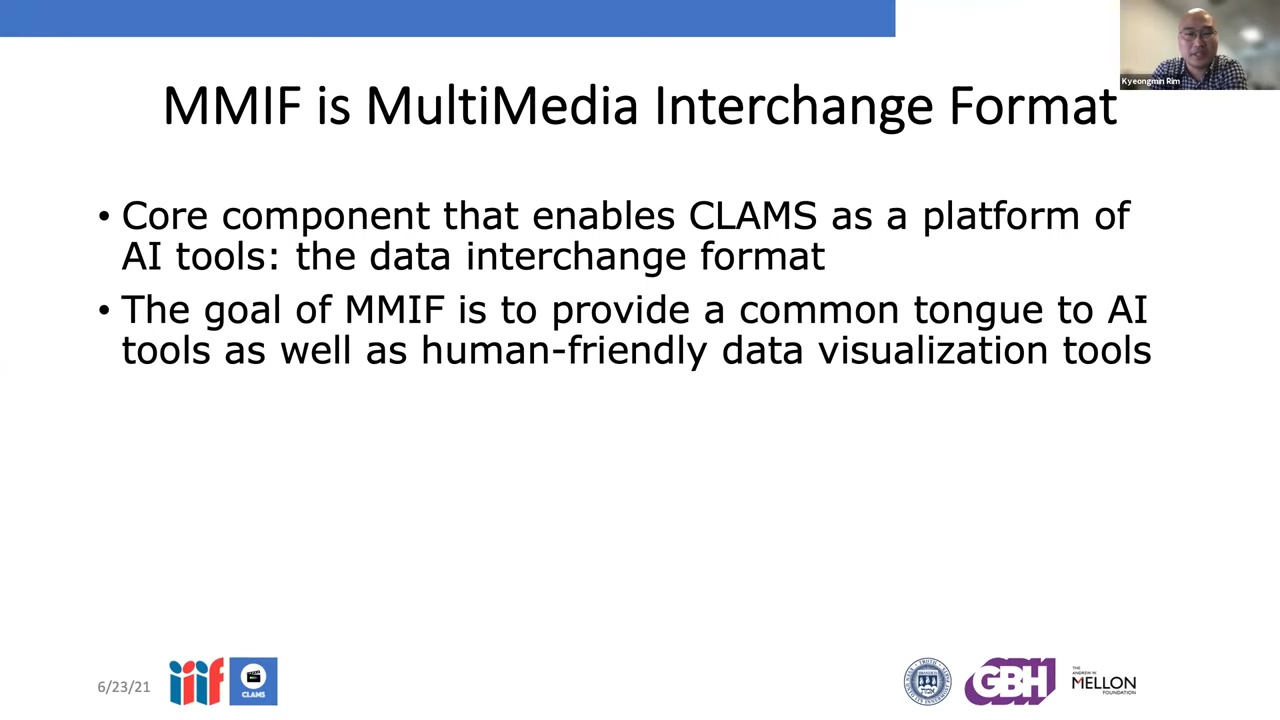 Kyeongmin Rim
MMIF is MultiMedia Interchange Format
• Core component that enables CLAMS as a platform of
AI tools: the data interchange format
• The goal of MMIF is to provide a common tongue to AI
tools as well as human-friendly data visualization tools
6/23/21
iiif
CLAMS
GBH
THE
ANDREW W.
MELLON
FOUNDATION